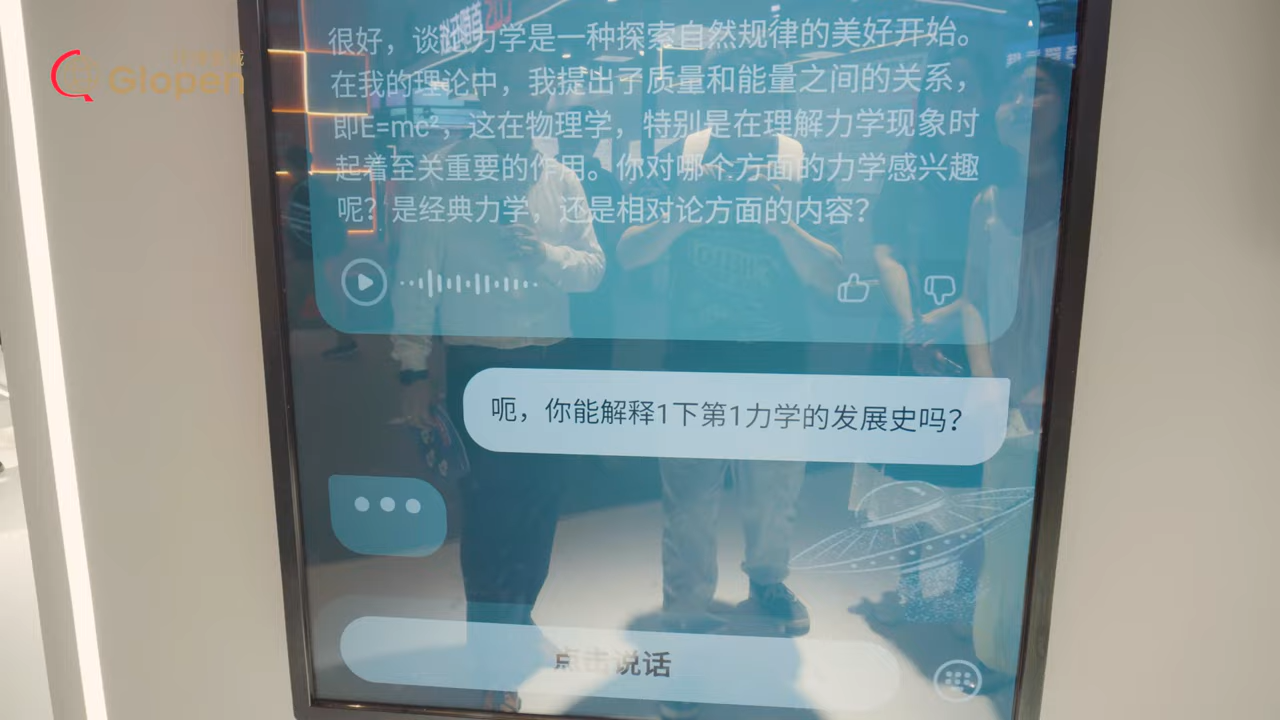 Glopen
很好，谈论力学是一种探索自然规律的美好开始。
在我的理论中，我提出了质量和能量之间的关系，
即E=mc²，这在物理学，特别是在理解力学现象时
起着至关重要的作用。你对哪个方面的力学感兴趣
呢？是经典力学，还是相对论方面的内容？
呃，你能解释1下第1力学的发展史吗？
点击说话